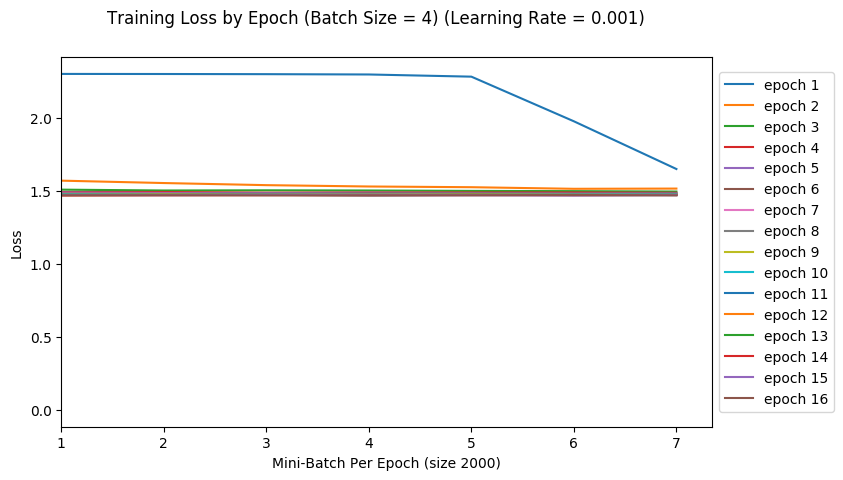 Training Loss by Epoch (Batch Size = 4) (Learning Rate = 0.001)
2.0
1.5
1.0
0.5
0.0
Loss
1 2 3 4 5 6 7
Mini-Batch Per Epoch (size 2000)
epoch 1
epoch 2
epoch 3
epoch 4
epoch 5
epoch 6
epoch 7
epoch 8
epoch 9
epoch 10
epoch 11
epoch 12
epoch 13
epoch 14
epoch 15
epoch 16